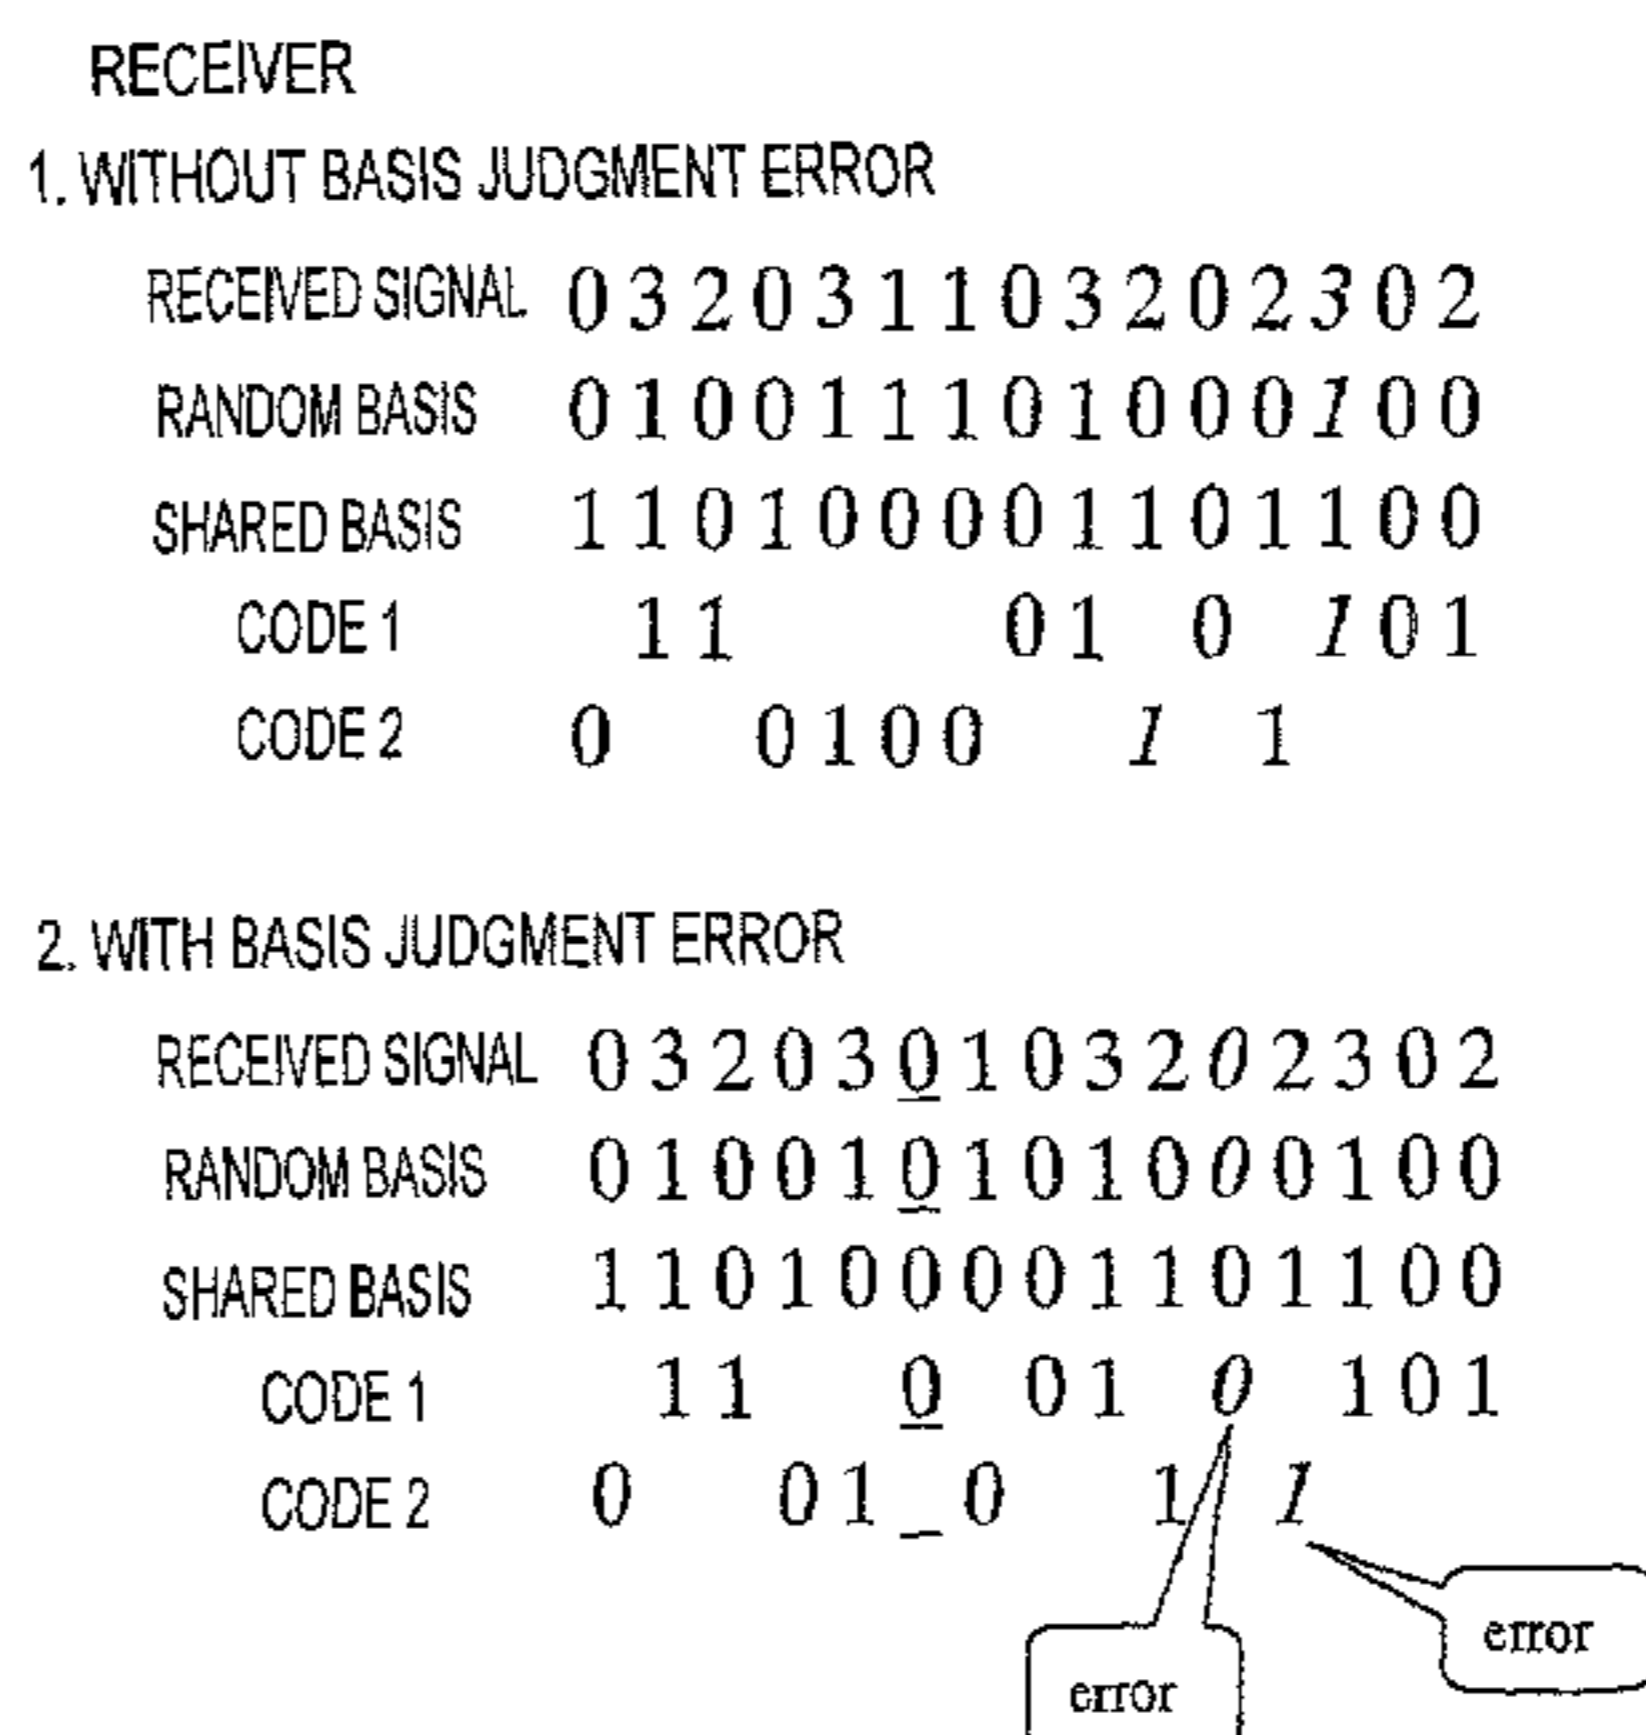 RECEIVER
1. WITHOUT BASIS JUDGMENT ERROR
RECEIVED SIGNAL 0 3 2 0 3 1 1 0 3 2 0 2 3 0 2
RANDOM BASIS 0 1 0 0 1 1 1 0 1 0 0 0 1 0 0
SHARED BASIS 1 1 0 1 0 0 0 0 1 1 0 1 1 0 0
CODE 1 1 1 0 1 0 1 0 1
CODE 2 0 0 1 0 0 1 1
2. WITH BASIS JUDGMENT ERROR
RECEIVED SIGNAL 0 3 2 0 3 0 1 0 3 2 0 2 3 0 2
RANDOM BASIS 0 1 0 0 1 0 1 0 1 0 0 0 1 0 0
SHARED BASIS 1 1 0 1 0 0 0 0 1 1 0 1 1 0 0
CODE 1 1 1 0 0 1 0 1 0 1
CODE 2 0 0 1 _ 0 1 1
error
error